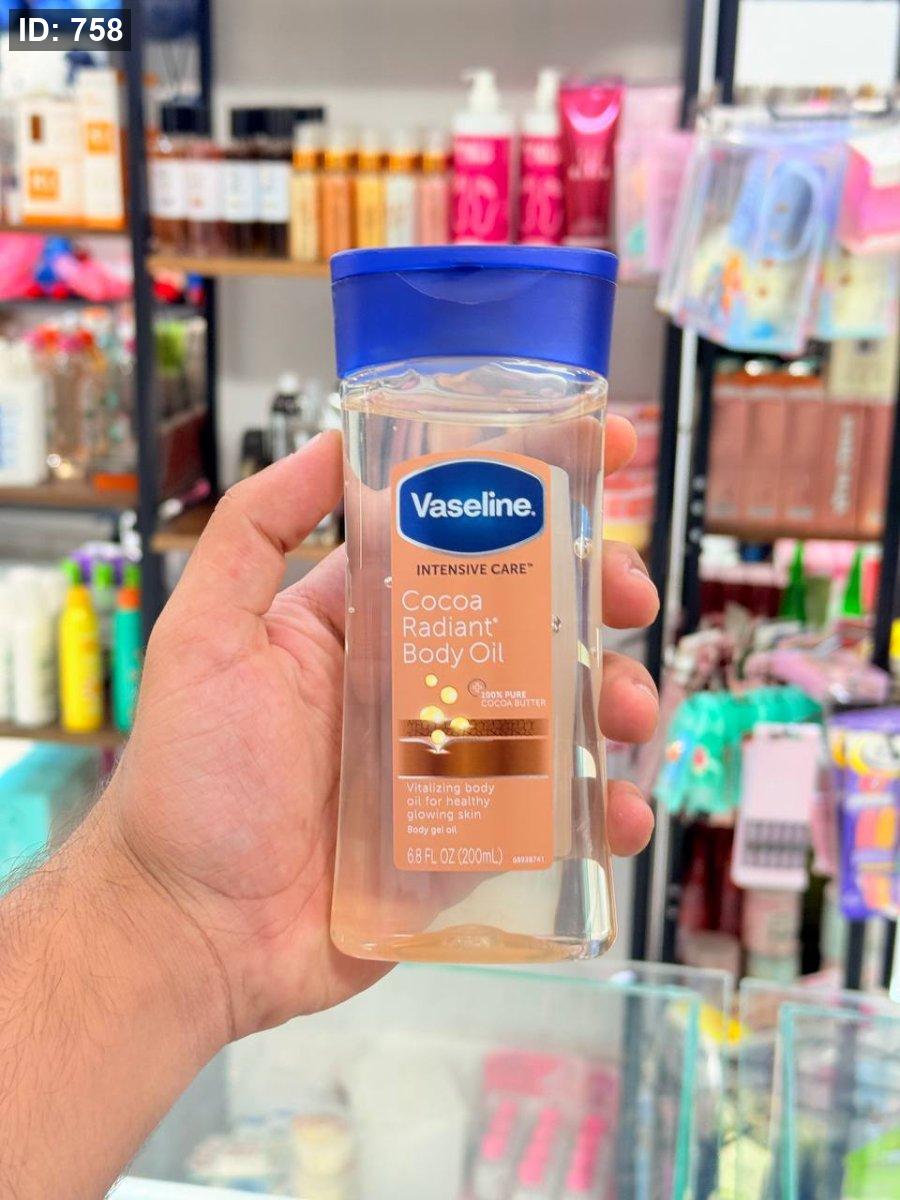 ID: 758
Vaseline.
INTENSIVE CARE™
Cocoa
Radiant®
Body Oil
100% PURE
COCOA BUTTER
Vitalizing body
oil for healthy
glowing skin
Body gel oil
6.8 FL OZ (200mL) 68938741